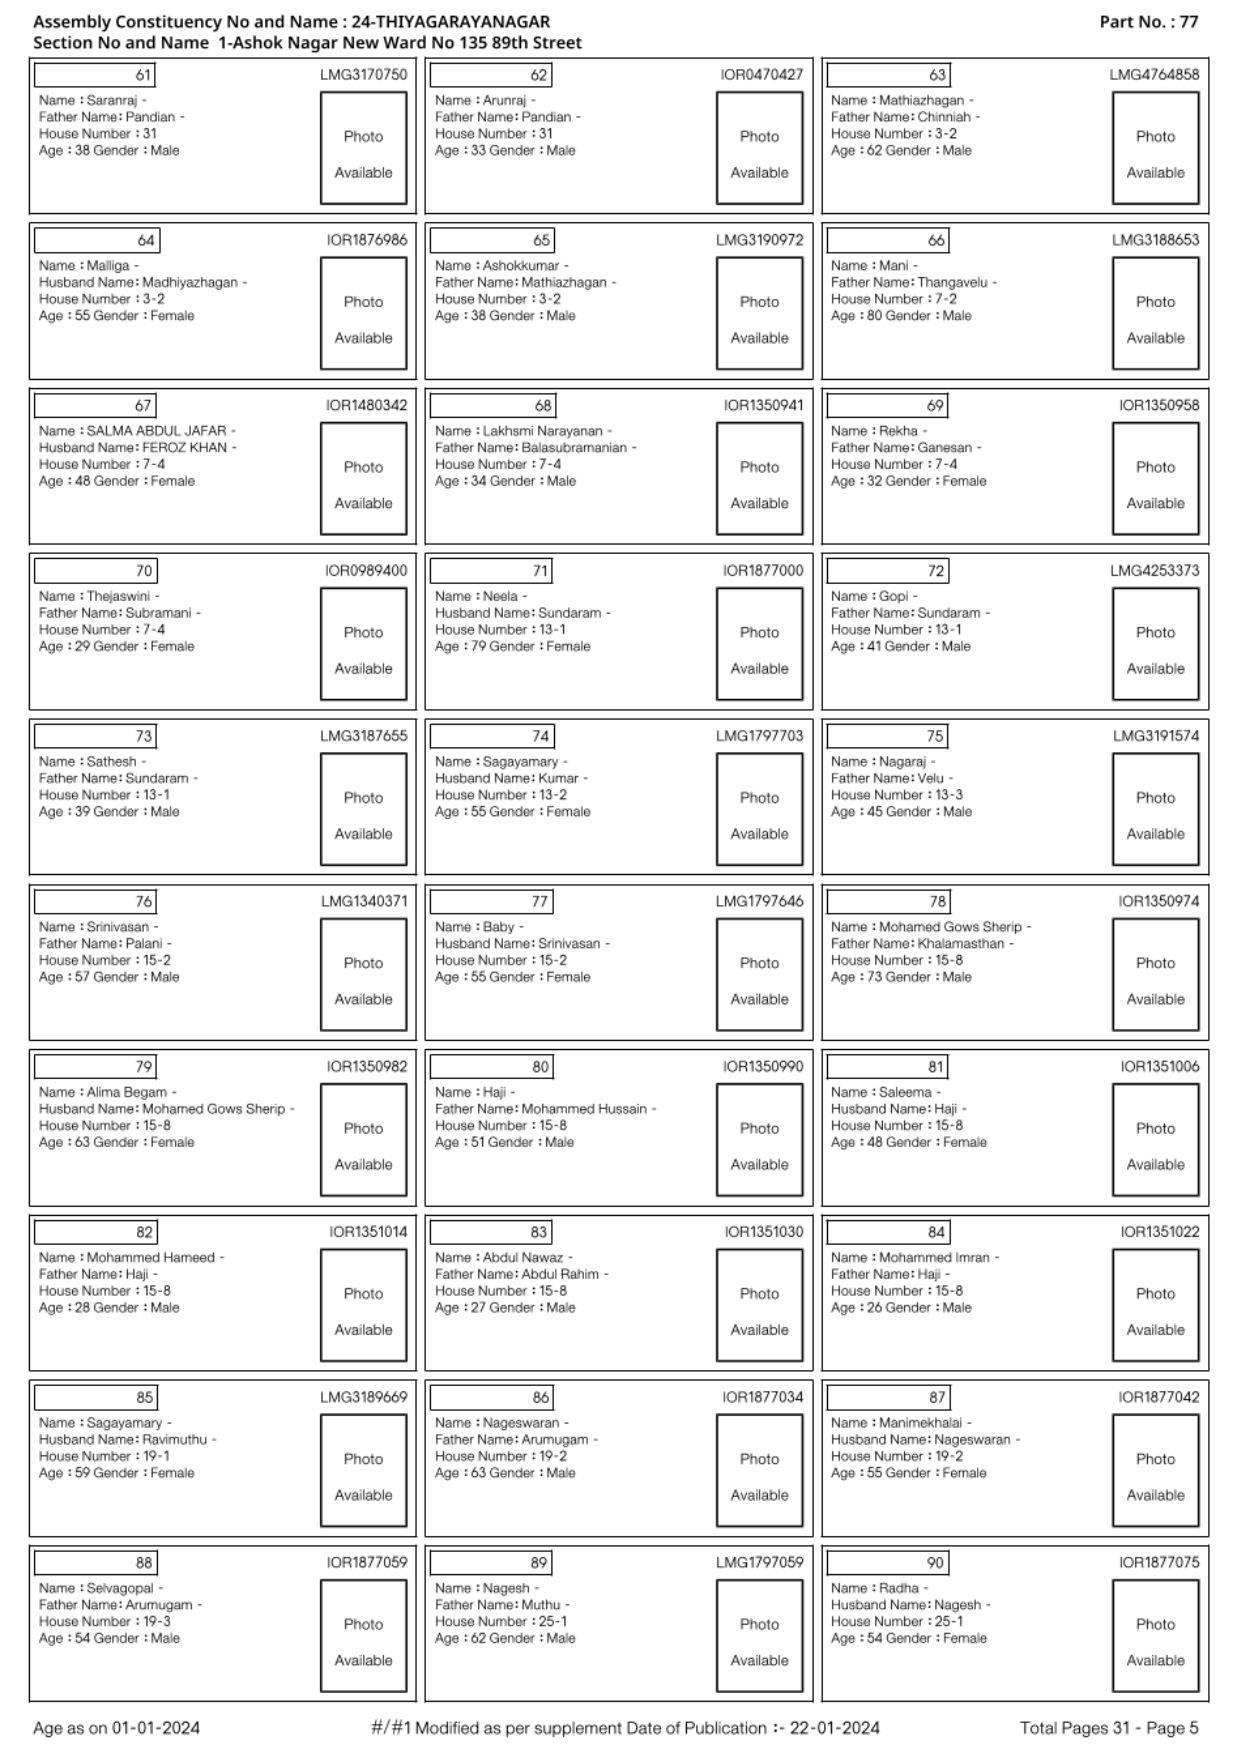 Assembly Constituency No and Name : 24-THIYAGARAYANAGAR
Part No. : 77
Section No and Name 1-Ashok Nagar New Ward No 135 89th Street
61 LMG3170750
Name : Saranraj -
Father Name: Pandian -
House Number : 31
Age : 38 Gender : Male
Photo
Available
62 IOR0470427
Name : Arunraj -
Father Name: Pandian -
House Number : 31
Age : 33 Gender : Male
Photo
Available
63 LMG4764858
Name : Mathiazhagan -
Father Name: Chinniah -
House Number : 3-2
Age : 62 Gender : Male
Photo
Available
64 IOR1876986
Name : Malliga -
Husband Name: Madhiyazhagan -
House Number : 3-2
Age : 55 Gender : Female
Photo
Available
65 LMG3190972
Name : Ashokkumar -
Father Name: Mathiazhagan -
House Number : 3-2
Age : 38 Gender : Male
Photo
Available
66 LMG3188653
Name : Mani -
Father Name: Thangavelu -
House Number : 7-2
Age : 80 Gender : Male
Photo
Available
67 IOR1480342
Name : SALMA ABDUL JAFAR -
Husband Name: FEROZ KHAN -
House Number : 7-4
Age : 48 Gender : Female
Photo
Available
68 IOR1350941
Name : Lakhsmi Narayanan -
Father Name: Balasubramanian -
House Number : 7-4
Age : 34 Gender : Male
Photo
Available
69 IOR1350958
Name : Rekha -
Father Name: Ganesan -
House Number : 7-4
Age : 32 Gender : Female
Photo
Available
70 IOR0989400
Name : Thejaswini -
Father Name: Subramani -
House Number : 7-4
Age : 29 Gender : Female
Photo
Available
71 IOR1877000
Name : Neela -
Husband Name: Sundaram -
House Number : 13-1
Age : 79 Gender : Female
Photo
Available
72 LMG4253373
Name : Gopi -
Father Name: Sundaram -
House Number : 13-1
Age : 41 Gender : Male
Photo
Available
73 LMG3187655
Name : Sathesh -
Father Name: Sundaram -
House Number : 13-1
Age : 39 Gender : Male
Photo
Available
74 LMG1797703
Name : Sagayamary -
Husband Name: Kumar -
House Number : 13-2
Age : 55 Gender : Female
Photo
Available
75 LMG3191574
Name : Nagaraj -
Father Name: Velu -
House Number : 13-3
Age : 45 Gender : Male
Photo
Available
76 LMG1340371
Name : Srinivasan -
Father Name: Palani -
House Number : 15-2
Age : 57 Gender : Male
Photo
Available
77 LMG1797646
Name : Baby -
Husband Name: Srinivasan -
House Number : 15-2
Age : 55 Gender : Female
Photo
Available
78 IOR1350974
Name : Mohamed Gows Sherip -
Father Name: Khalamasthan -
House Number : 15-8
Age : 73 Gender : Male
Photo
Available
79 IOR1350982
Name : Alima Begam -
Husband Name: Mohamed Gows Sherip -
House Number : 15-8
Age : 63 Gender : Female
Photo
Available
80 IOR1350990
Name : Haji -
Father Name: Mohammed Hussain -
House Number : 15-8
Age : 51 Gender : Male
Photo
Available
81 IOR1351006
Name : Saleema -
Husband Name: Haji -
House Number : 15-8
Age : 48 Gender : Female
Photo
Available
82 IOR1351014
Name : Mohammed Hameed -
Father Name: Haji -
House Number : 15-8
Age : 28 Gender : Male
Photo
Available
83 IOR1351030
Name : Abdul Nawaz -
Father Name: Abdul Rahim -
House Number : 15-8
Age : 27 Gender : Male
Photo
Available
84 IOR1351022
Name : Mohammed Imran -
Father Name: Haji -
House Number : 15-8
Age : 26 Gender : Male
Photo
Available
85 LMG3189669
Name : Sagayamary -
Husband Name: Ravimuthu -
House Number : 19-1
Age : 59 Gender : Female
Photo
Available
86 IOR1877034
Name : Nageswaran -
Father Name: Arumugam -
House Number : 19-2
Age : 63 Gender : Male
Photo
Available
87 IOR1877042
Name : Manimekhalai -
Husband Name: Nageswaran -
House Number : 19-2
Age : 55 Gender : Female
Photo
Available
88 IOR1877059
Name : Selvagopal -
Father Name: Arumugam -
House Number : 19-3
Age : 54 Gender : Male
Photo
Available
89 LMG1797059
Name : Nagesh -
Father Name: Muthu -
House Number : 25-1
Age : 62 Gender : Male
Photo
Available
90 IOR1877075
Name : Radha -
Husband Name: Nagesh -
House Number : 25-1
Age : 54 Gender : Female
Photo
Available
Age as on 01-01-2024
#/#1 Modified as per supplement Date of Publication :- 22-01-2024
Total Pages 31 - Page 5